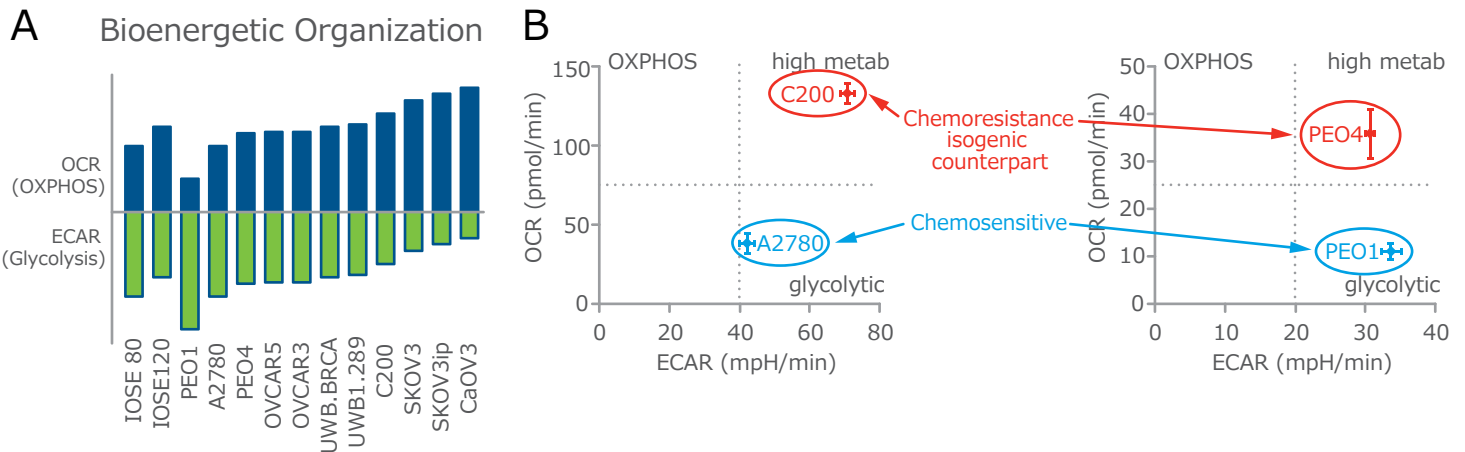 A
Bioenergetic Organization
OCR
(OXPHOS)
ECAR
(Glycolysis)
IOSE 80
IOSE120
PEO1
A2780
PEO4
OVCAR5
OVCAR3
UWB.BRCA
UWB1.289
C200
SKOV3
SKOV3ip
CaOV3
B
OCR (pmol/min)
150
100
50
0
OXPHOS
high metab
C200
A2780
glycolytic
0
20
40
60
80
ECAR (mpH/min)
Chemoresistance
isogenic
counterpart
Chemosensitive
OCR (pmol/min)
50
40
30
20
10
0
OXPHOS
high metab
PEO4
PEO1
glycolytic
0
10
20
30
40
ECAR (mpH/min)